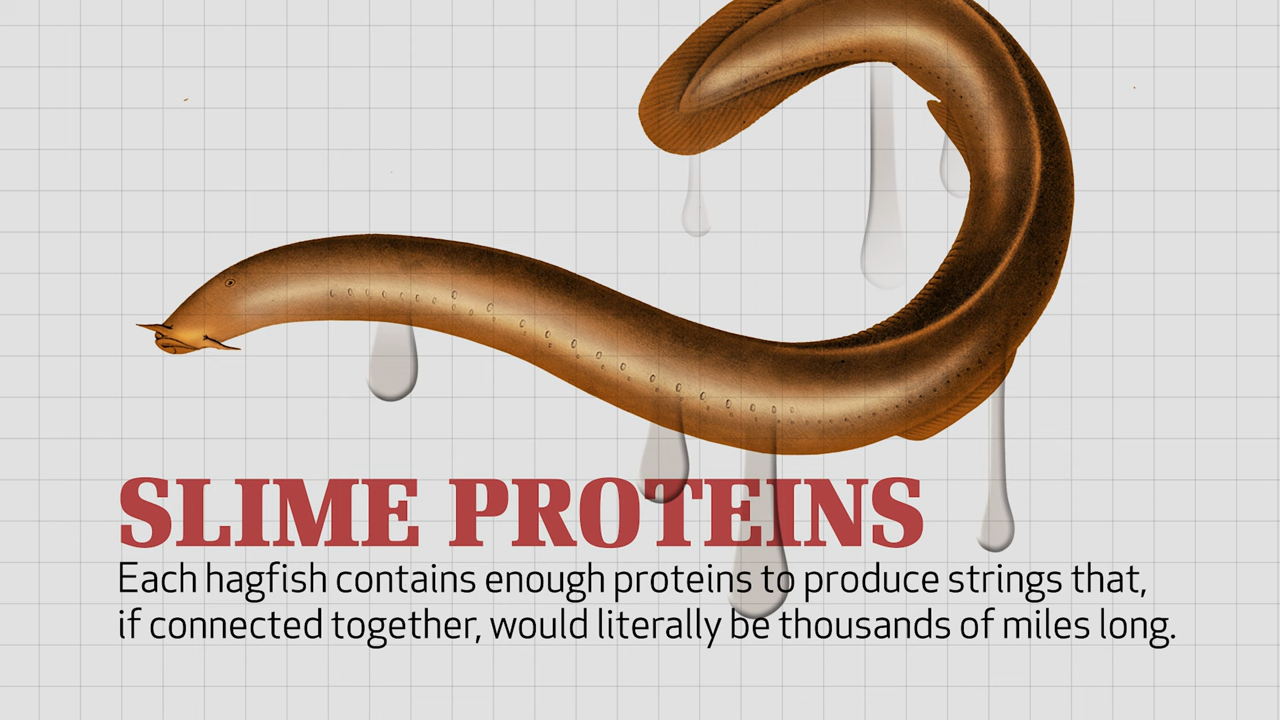 SLIME PROTEINS
Each hagfish contains enough proteins to produce strings that,
if connected together, would literally be thousands of miles long.